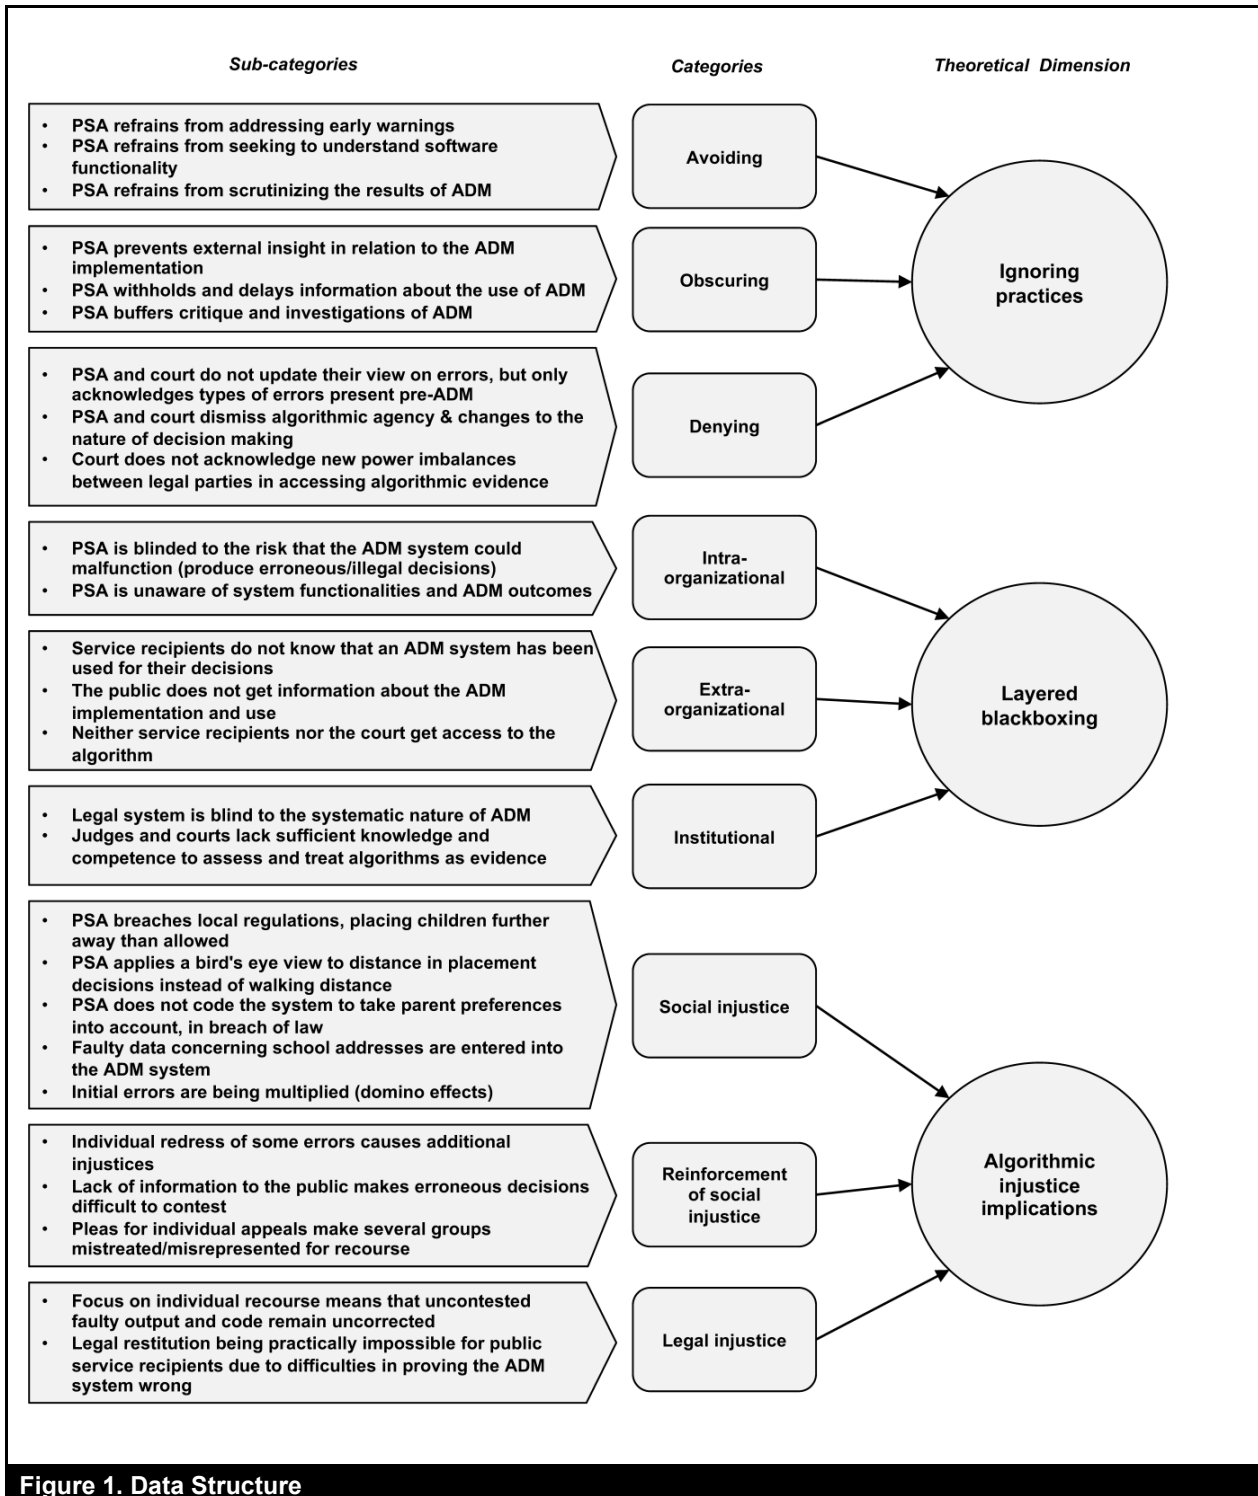 Sub-categories
Categories
Theoretical Dimension
• PSA refrains from addressing early warnings
• PSA refrains from seeking to understand software
functionality
• PSA refrains from scrutinizing the results of ADM
Avoiding
• PSA prevents external insight in relation to the ADM
implementation
• PSA withholds and delays information about the use of ADM
• PSA buffers critique and investigations of ADM
Obscuring
• PSA and court do not update their view on errors, but only
acknowledges types of errors present pre-ADM
• PSA and court dismiss algorithmic agency & changes to the
nature of decision making
• Court does not acknowledge new power imbalances
between legal parties in accessing algorithmic evidence
Denying
Ignoring
practices
• PSA is blinded to the risk that the ADM system could
malfunction (produce erroneous/illegal decisions)
• PSA is unaware of system functionalities and ADM outcomes
Intra-
organizational
• Service recipients do not know that an ADM system has been
used for their decisions
• The public does not get information about the ADM
implementation and use
• Neither service recipients nor the court get access to the
algorithm
Extra-
organizational
• Legal system is blind to the systematic nature of ADM
• Judges and courts lack sufficient knowledge and
competence to assess and treat algorithms as evidence
Institutional
Layered
blackboxing
• PSA breaches local regulations, placing children further
away than allowed
• PSA applies a bird's eye view to distance in placement
decisions instead of walking distance
• PSA does not code the system to take parent preferences
into account, in breach of law
• Faulty data concerning school addresses are entered into
the ADM system
• Initial errors are being multiplied (domino effects)
Social injustice
• Individual redress of some errors causes additional
injustices
• Lack of information to the public makes erroneous decisions
difficult to contest
• Pleas for individual appeals make several groups
mistreated/misrepresented for recourse
Reinforcement
of social
injustice
• Focus on individual recourse means that uncontested
faulty output and code remain uncorrected
• Legal restitution being practically impossible for public
service recipients due to difficulties in proving the ADM
system wrong
Legal injustice
Algorithmic
injustice
implications
Figure 1. Data Structure